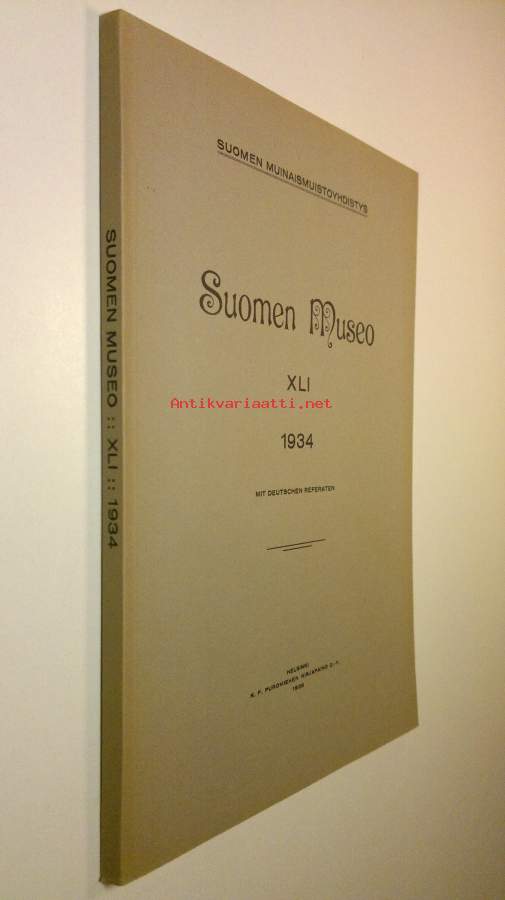 SUOMEN MUINAISMUISTOYHDISTYS
Suomen Museo
XLI
Antikvariaatti.net
1934
MIT DEUTSCHEN REFERATEN
HELSINKI
K. F. PUROMIEHEN KIRJAPAINO O.-Y.
SUOMEN MUSEO :: XLI :: 1934